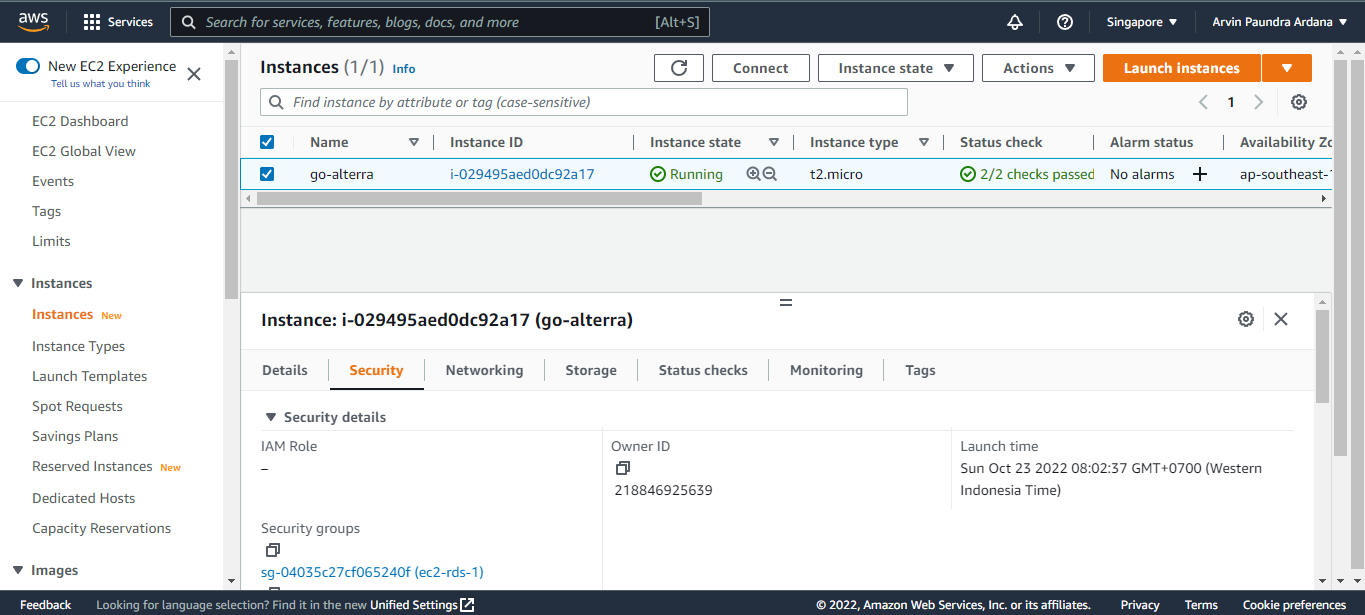 aws Services Search for services, features, blogs, docs, and more [Alt+S] Singapore Arvin Paundra Ardana
New EC2 Experience
Tell us what you think
EC2 Dashboard
EC2 Global View
Events
Tags
Limits
Instances
Instances New
Instance Types
Launch Templates
Spot Requests
Savings Plans
Reserved Instances New
Dedicated Hosts
Capacity Reservations
Images
Instances (1/1) Info Connect Instance state Actions Launch instances
Find instance by attribute or tag (case-sensitive) 1
Name Instance ID Instance state Instance type Status check Alarm status Availability Zo
go-alterra i-029495aed0dc92a17 Running t2.micro 2/2 checks passed No alarms ap-southeast-1
Instance: i-029495aed0dc92a17 (go-alterra)
Details Security Networking Storage Status checks Monitoring Tags
Security details
IAM Role Owner ID Launch time
– 218846925639 Sun Oct 23 2022 08:02:37 GMT+0700 (Western
Indonesia Time)
Security groups
sg-04035c27cf065240f (ec2-rds-1)
Feedback Looking for language selection? Find it in the new Unified Settings © 2022, Amazon Web Services, Inc. or its affiliates. Privacy Terms Cookie preferences